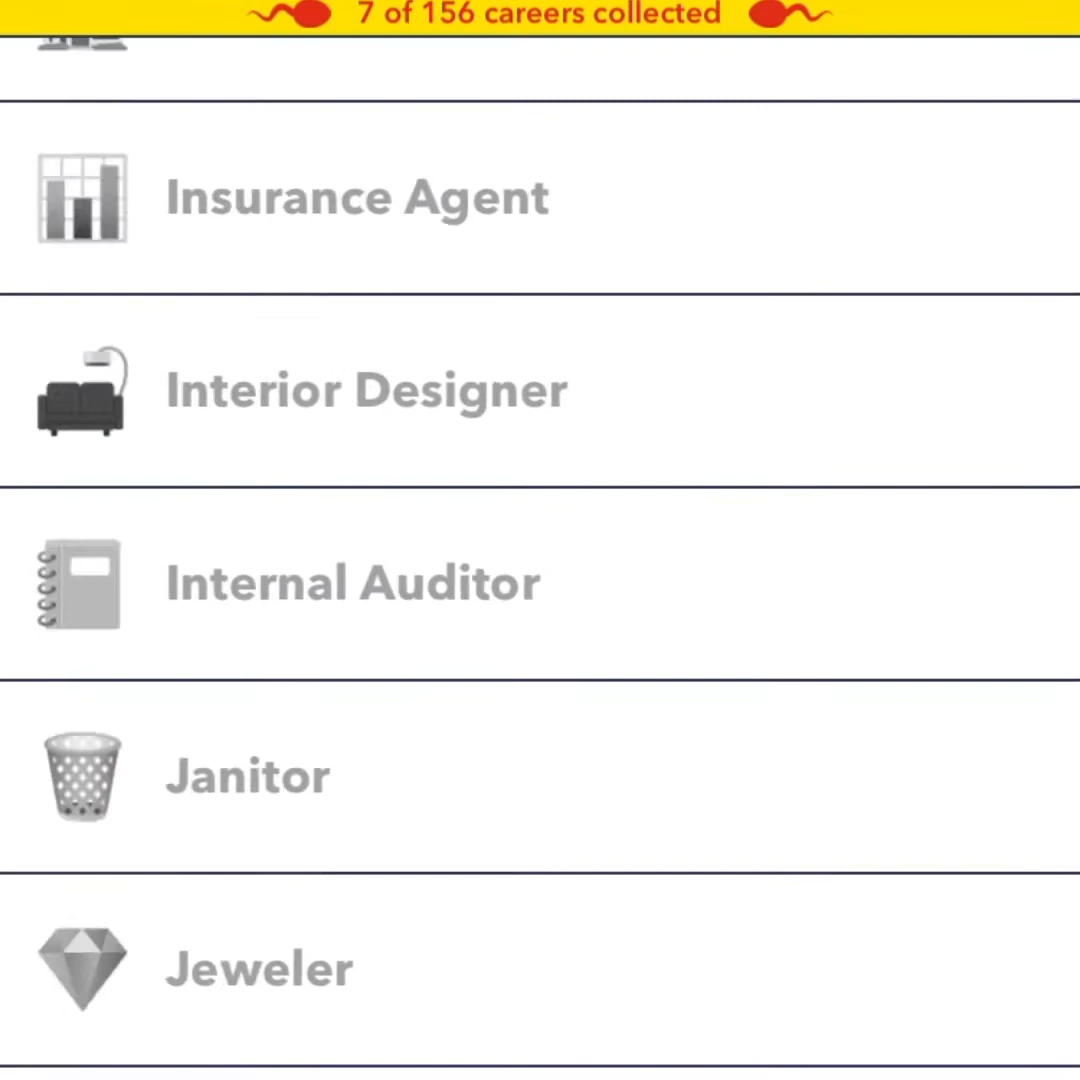 7 of 156 careers collected
Insurance Agent
Interior Designer
Internal Auditor
Janitor
Jeweler